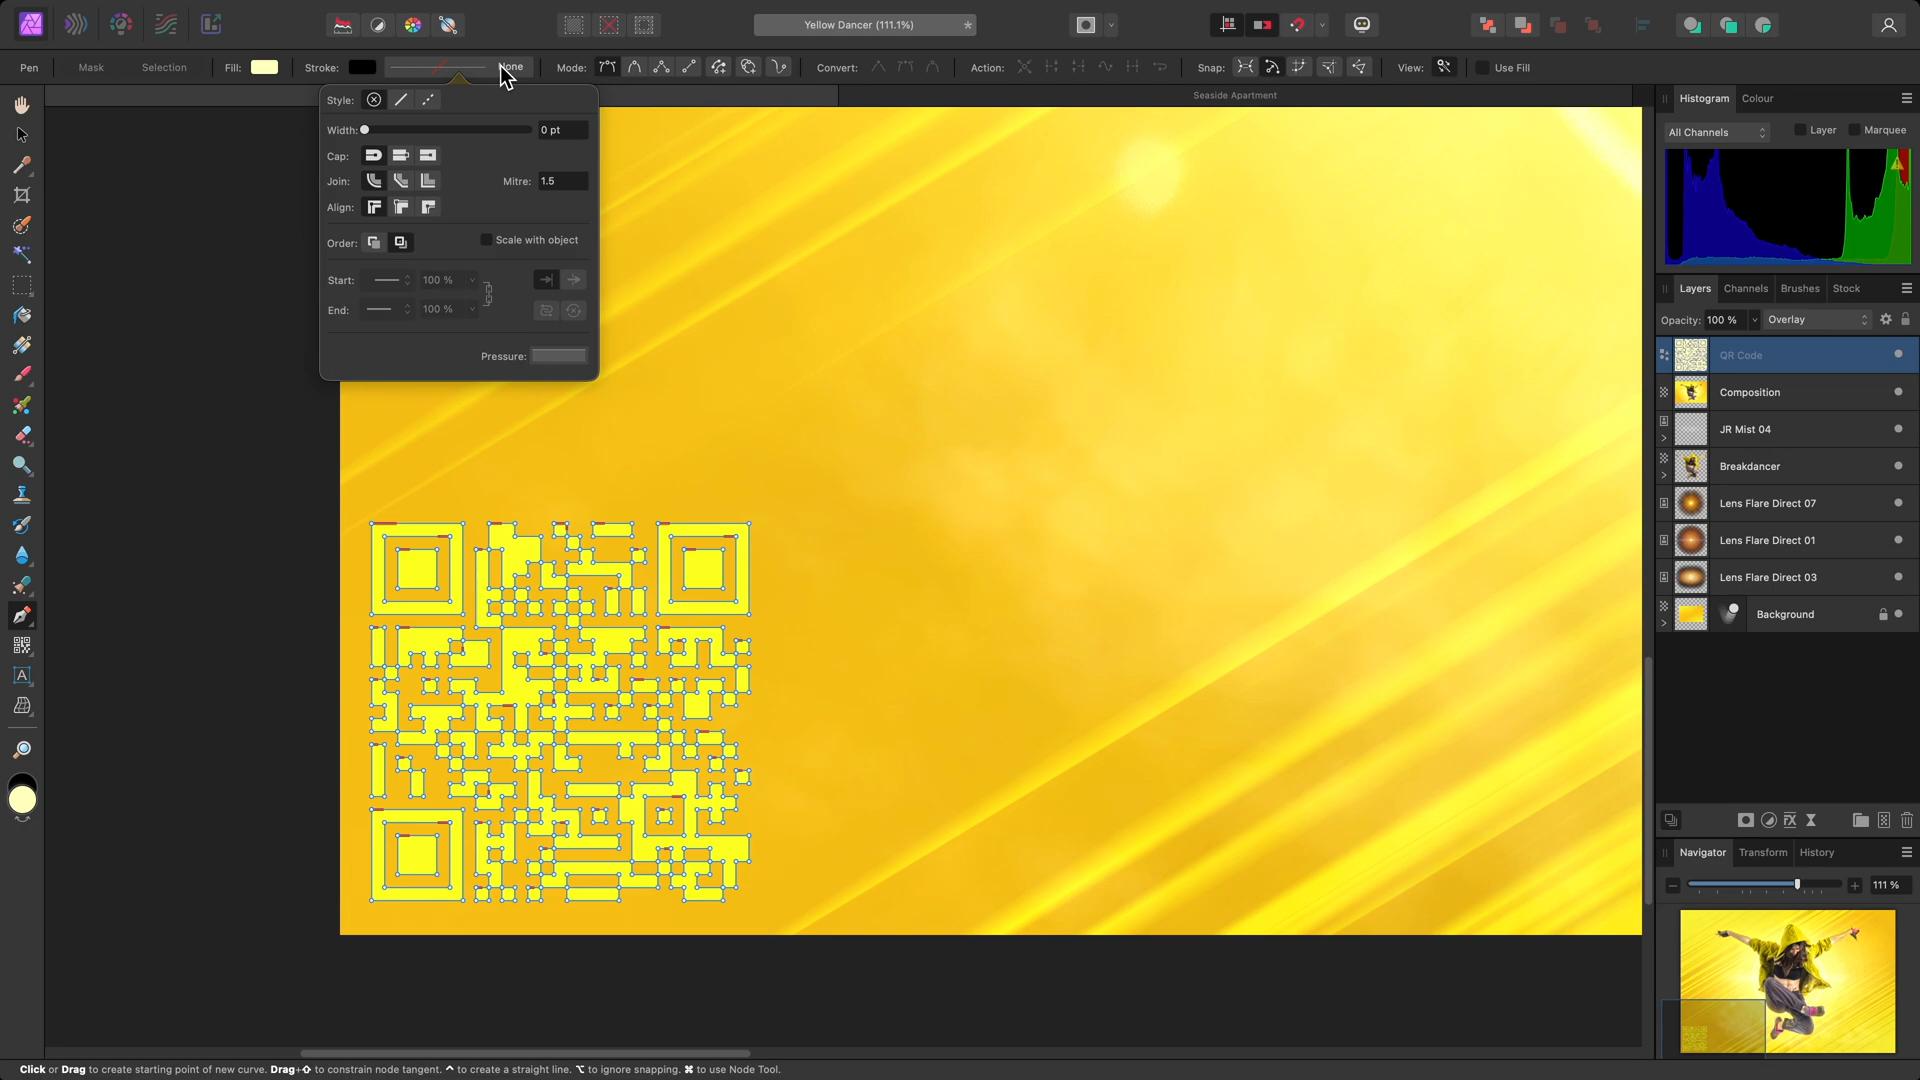 Yellow Dancer (111.1%)
*
Pen
Mask
Selection
Fill:
Stroke:
None
Mode:
Convert:
Action:
Snap:
View:
Use Fill
Seaside Apartment
Style:
Width:
0 pt
Cap:
Join:
Mitre:
1.5
Align:
Order:
Scale with object
Start:
100 %
End:
100 %
Pressure:
Histogram
Colour
All Channels
Layer
Marquee
Layers
Channels
Brushes
Stock
Opacity:
100 %
Overlay
QR Code
Composition
JR Mist 04
Breakdancer
Lens Flare Direct 07
Lens Flare Direct 01
Lens Flare Direct 03
Background
Navigator
Transform
History
111 %
Click or Drag to create starting point of new curve. Drag+⇧ to constrain node tangent. ⌃ to create a straight line. ⌥ to ignore snapping. ⌘ to use Node Tool.